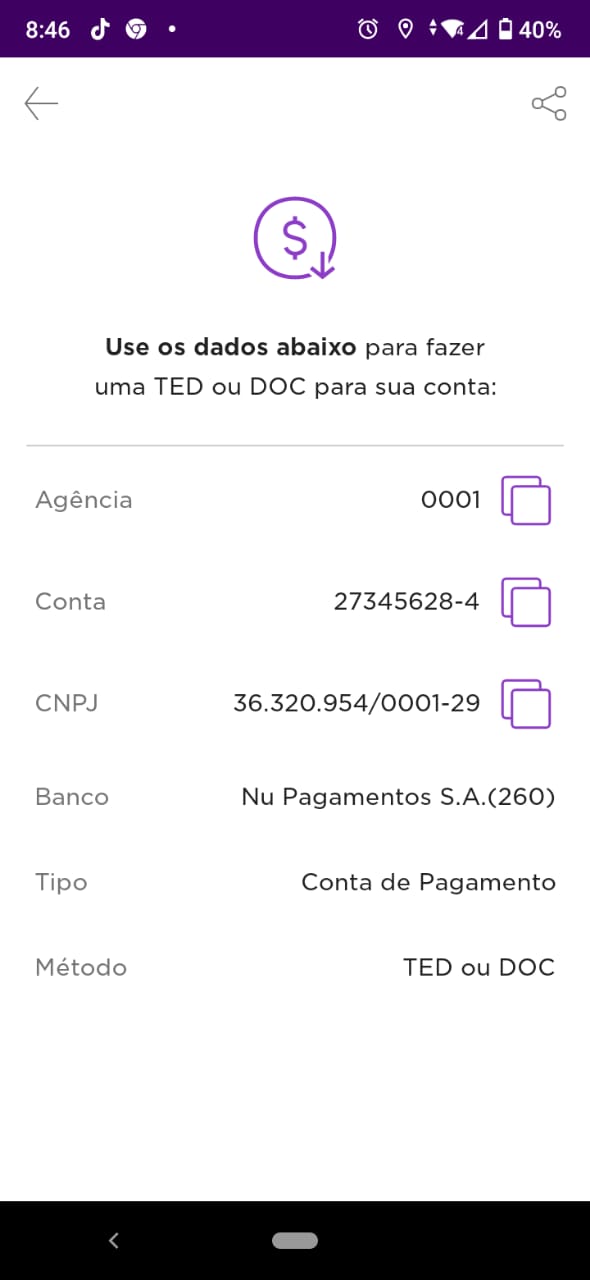 8:46
4
40%
$
Use os dados abaixo para fazer
uma TED ou DOC para sua conta:
Agência 0001
Conta 27345628-4
CNPJ 36.320.954/0001-29
Banco Nu Pagamentos S.A.(260)
Tipo Conta de Pagamento
Método TED ou DOC